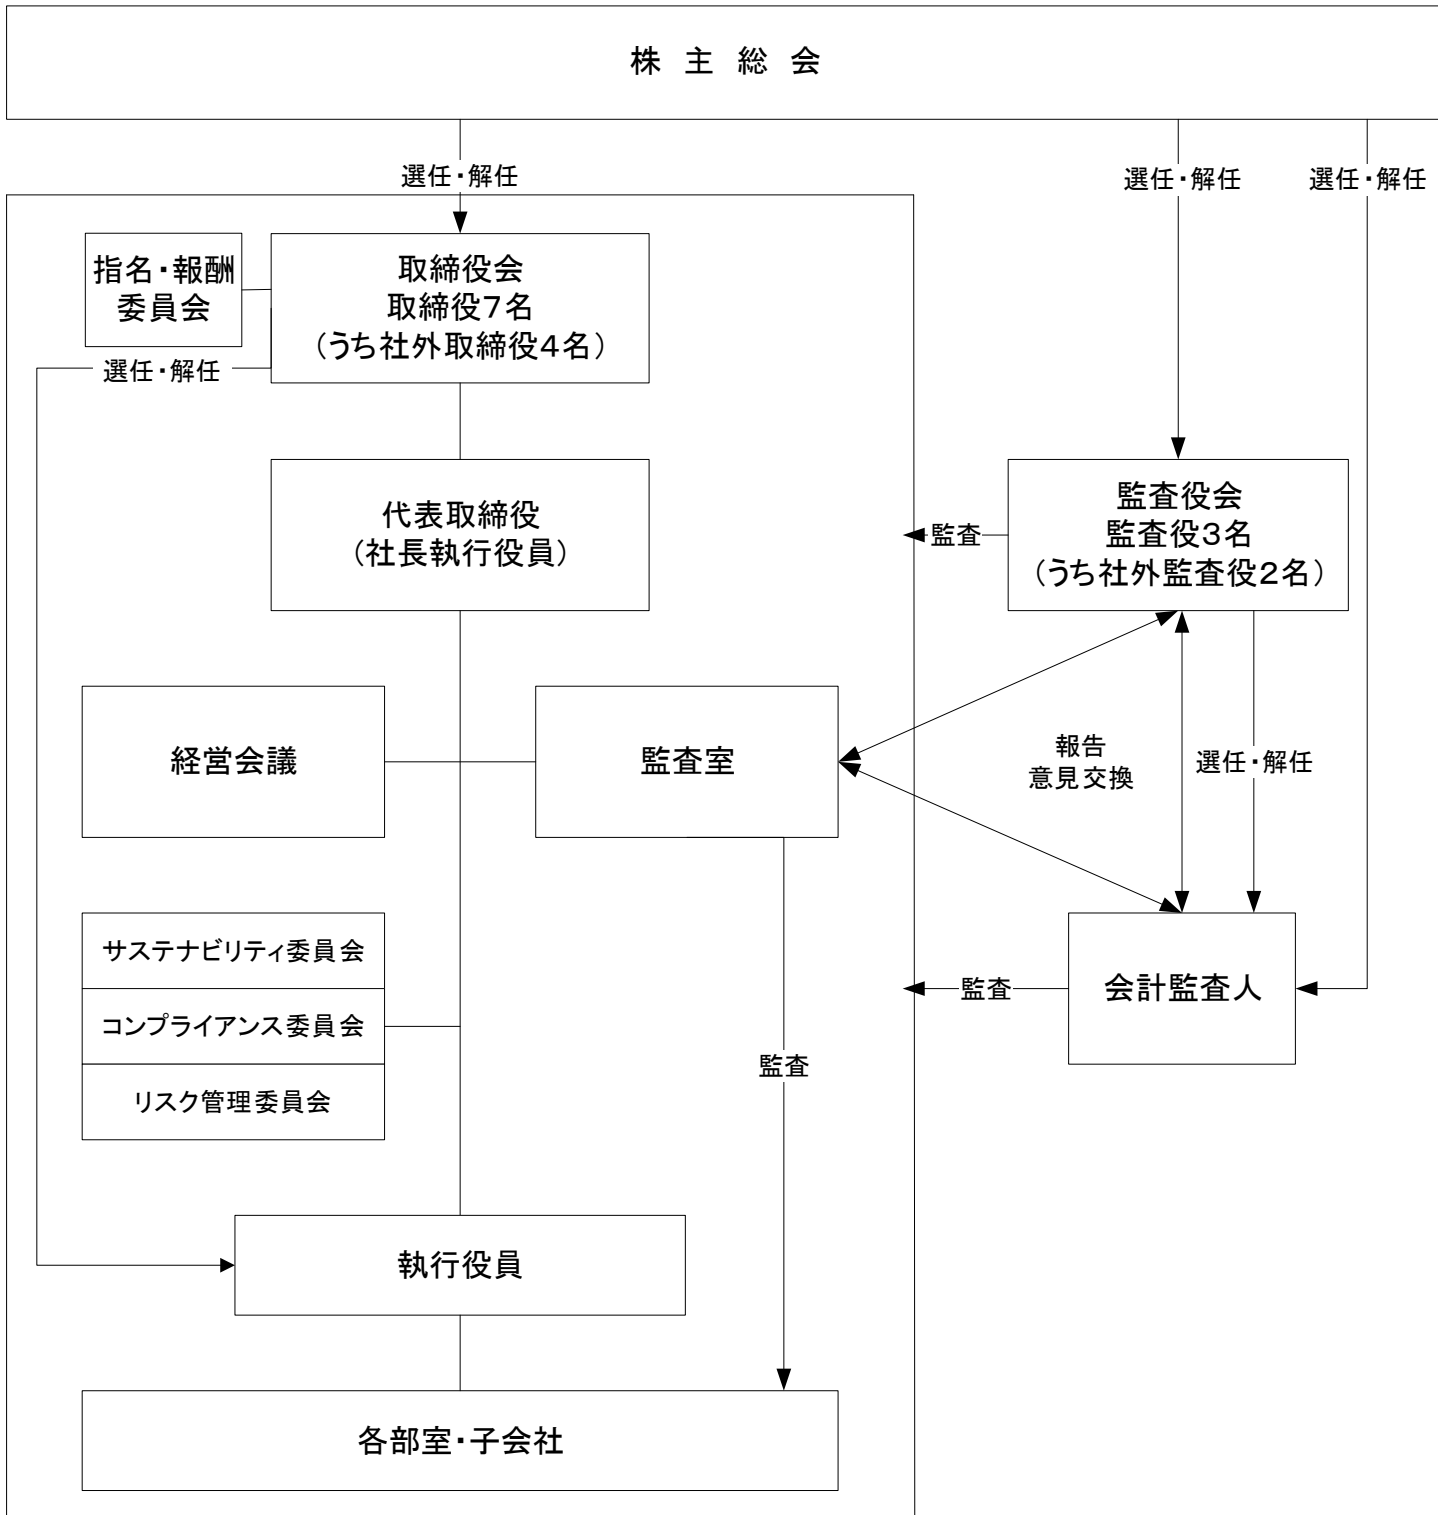 株 主 総 会
選任・解任
選任・解任
選任・解任
指名・報酬
委員会
取締役会
取締役7名
(うち社外取締役4名)
選任・解任
代表取締役
(社長執行役員)
監査役会
監査役3名
(うち社外監査役2名)
監査
経営会議
監査室
報告
意見交換
選任・解任
サステナビリティ委員会
コンプライアンス委員会
リスク管理委員会
監査
会計監査人
監査
執行役員
各部室・子会社